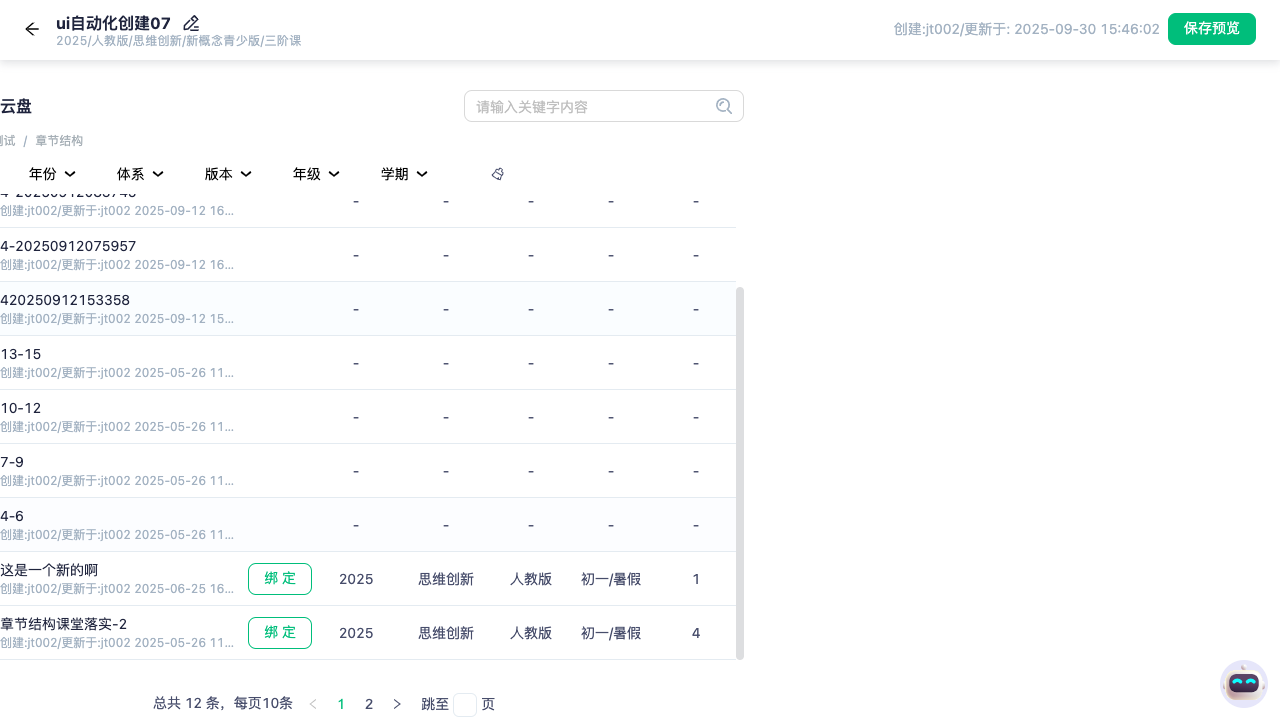 ui自动化创建07
2025/人教版/思维创新/新概念青少版/三阶课
创建:jt002/更新于: 2025-09-30 15:46:02
保存预览
云盘
请输入关键字内容
测试 / 章节结构
年份 体系 版本 年级 学期
- - - - -
创建:jt002/更新于:jt002 2025-09-12 16...
4-20250912075957 - - - - -
创建:jt002/更新于:jt002 2025-09-12 16...
420250912153358 - - - - -
创建:jt002/更新于:jt002 2025-09-12 15...
13-15 - - - - -
创建:jt002/更新于:jt002 2025-05-26 11...
10-12 - - - - -
创建:jt002/更新于:jt002 2025-05-26 11...
7-9 - - - - -
创建:jt002/更新于:jt002 2025-05-26 11...
4-6 - - - - -
创建:jt002/更新于:jt002 2025-05-26 11...
这是一个新的啊 绑 定 2025 思维创新 人教版 初一/暑假 1
创建:jt002/更新于:jt002 2025-06-25 16...
章节结构课堂落实-2 绑 定 2025 思维创新 人教版 初一/暑假 4
创建:jt002/更新于:jt002 2025-05-26 11...
总共 12 条，每页10条 1 2 跳至 页